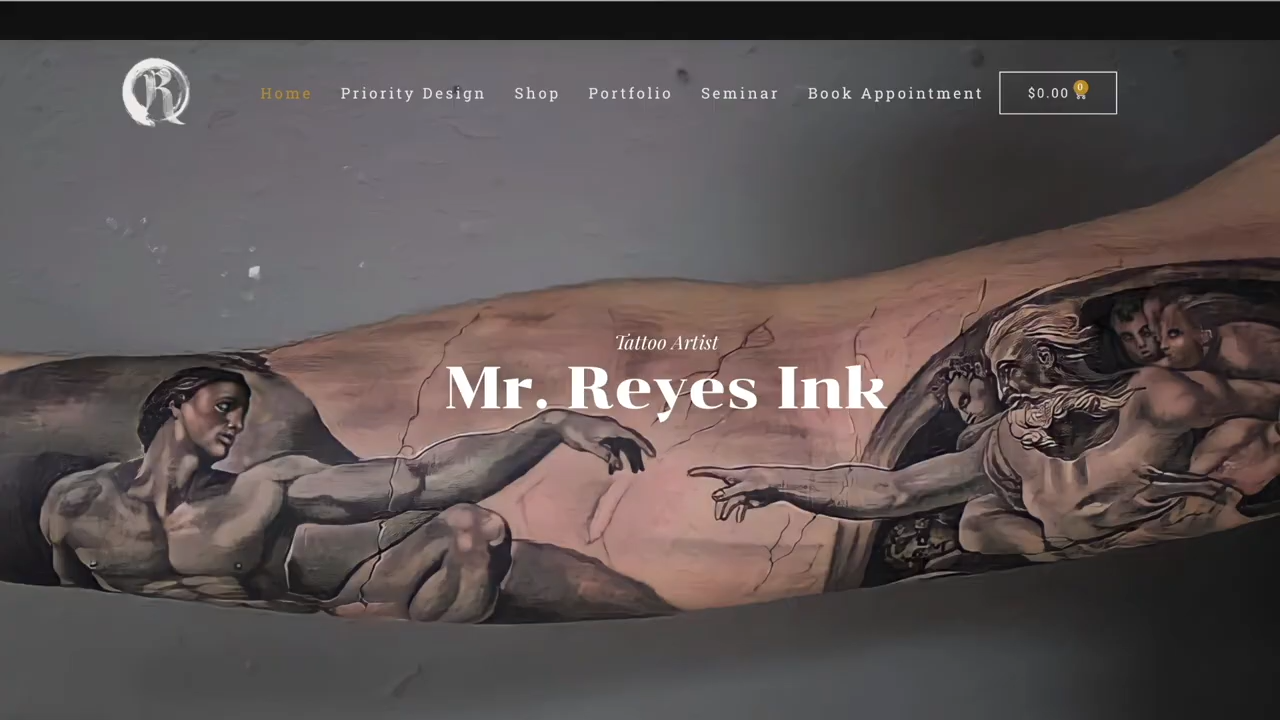 R
Home Priority Design Shop Portfolio Seminar Book Appointment $0.00 0
Tattoo Artist
Mr. Reyes Ink